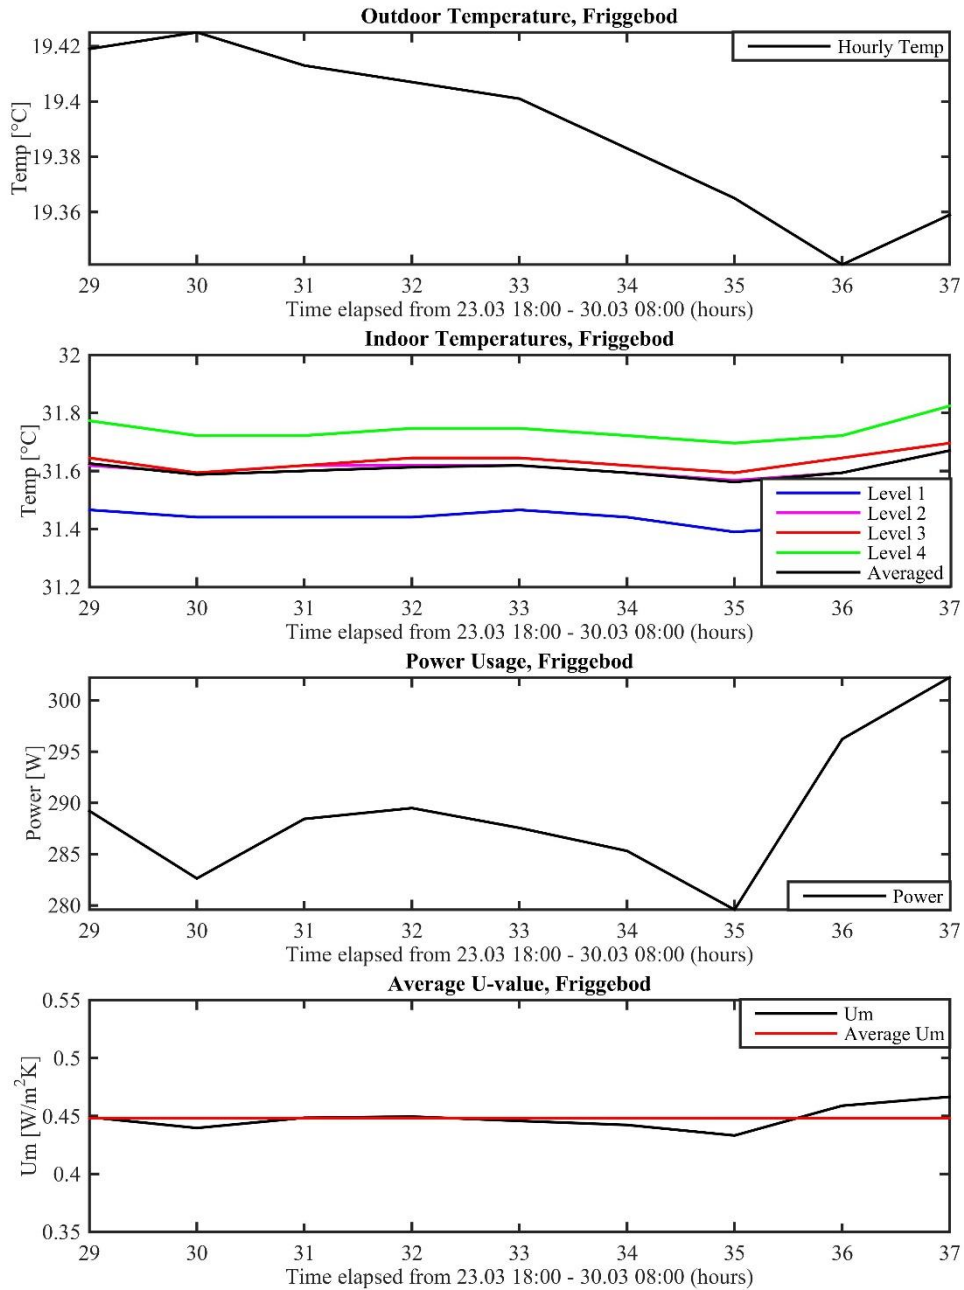 Outdoor Temperature, Friggebod
Hourly Temp
Temp [°C]
19.42
19.4
19.38
19.36
29 30 31 32 33 34 35 36 37
Time elapsed from 23.03 18:00 - 30.03 08:00 (hours)
Indoor Temperatures, Friggebod
Temp [°C]
32
31.8
31.6
31.4
31.2
Level 1
Level 2
Level 3
Level 4
Averaged
29 30 31 32 33 34 35 36 37
Time elapsed from 23.03 18:00 - 30.03 08:00 (hours)
Power Usage, Friggebod
Power [W]
300
295
290
285
280
Power
29 30 31 32 33 34 35 36 37
Time elapsed from 23.03 18:00 - 30.03 08:00 (hours)
Average U-value, Friggebod
Um [W/m²K]
0.55
0.5
0.45
0.4
0.35
Um
Average Um
29 30 31 32 33 34 35 36 37
Time elapsed from 23.03 18:00 - 30.03 08:00 (hours)